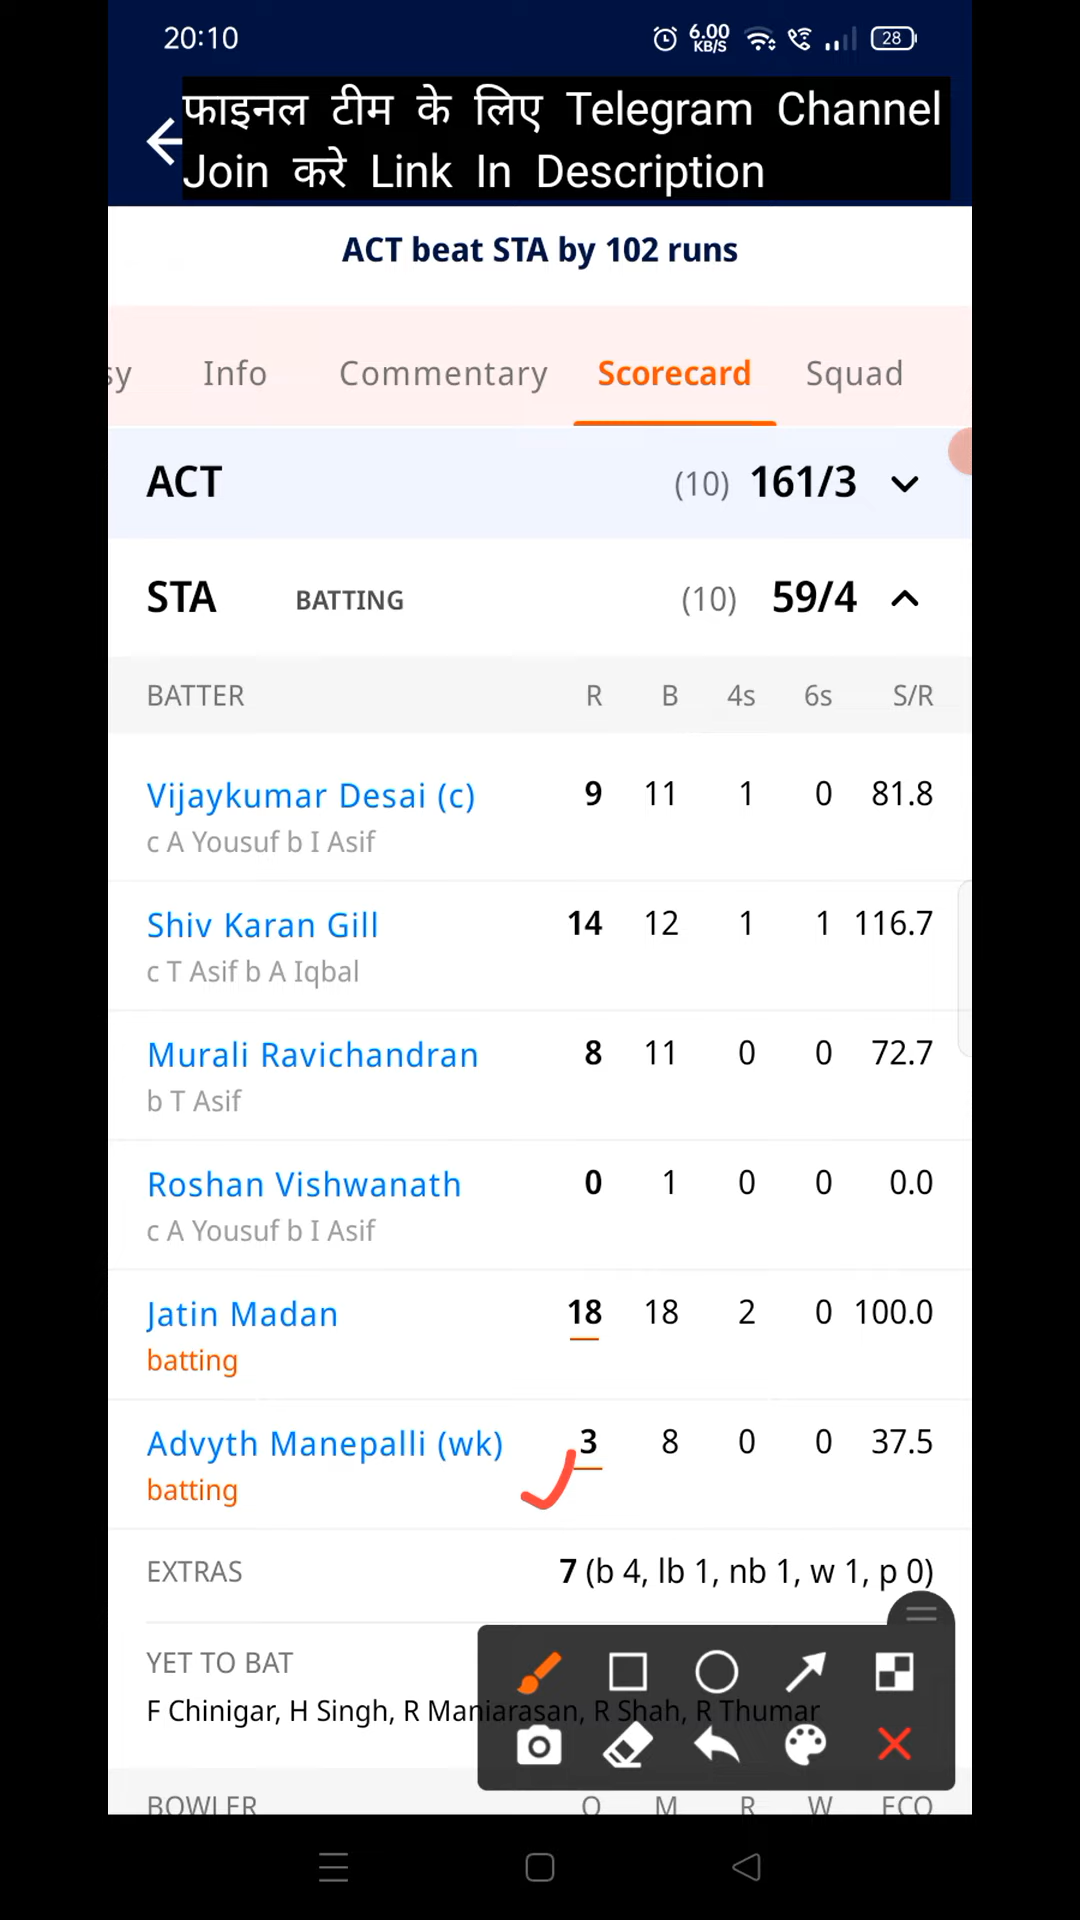 20:10 6.00 KB/S 28
फाइनल टीम के लिए Telegram Channel
Join करे Link In Description
ACT beat STA by 102 runs
sy Info Commentary Scorecard Squad
ACT (10) 161/3
STA BATTING (10) 59/4
BATTER R B 4s 6s S/R
Vijaykumar Desai (c) 9 11 1 0 81.8
c A Yousuf b I Asif
Shiv Karan Gill 14 12 1 1 116.7
c T Asif b A Iqbal
Murali Ravichandran 8 11 0 0 72.7
b T Asif
Roshan Vishwanath 0 1 0 0 0.0
c A Yousuf b I Asif
Jatin Madan 18 18 2 0 100.0
batting
Advyth Manepalli (wk) 3 8 0 0 37.5
batting
EXTRAS 7 (b 4, lb 1, nb 1, w 1, p 0)
YET TO BAT
F Chinigar, H Singh, R Maniarasan, R Shah, R Thumar
BOWLER O M R W ECO